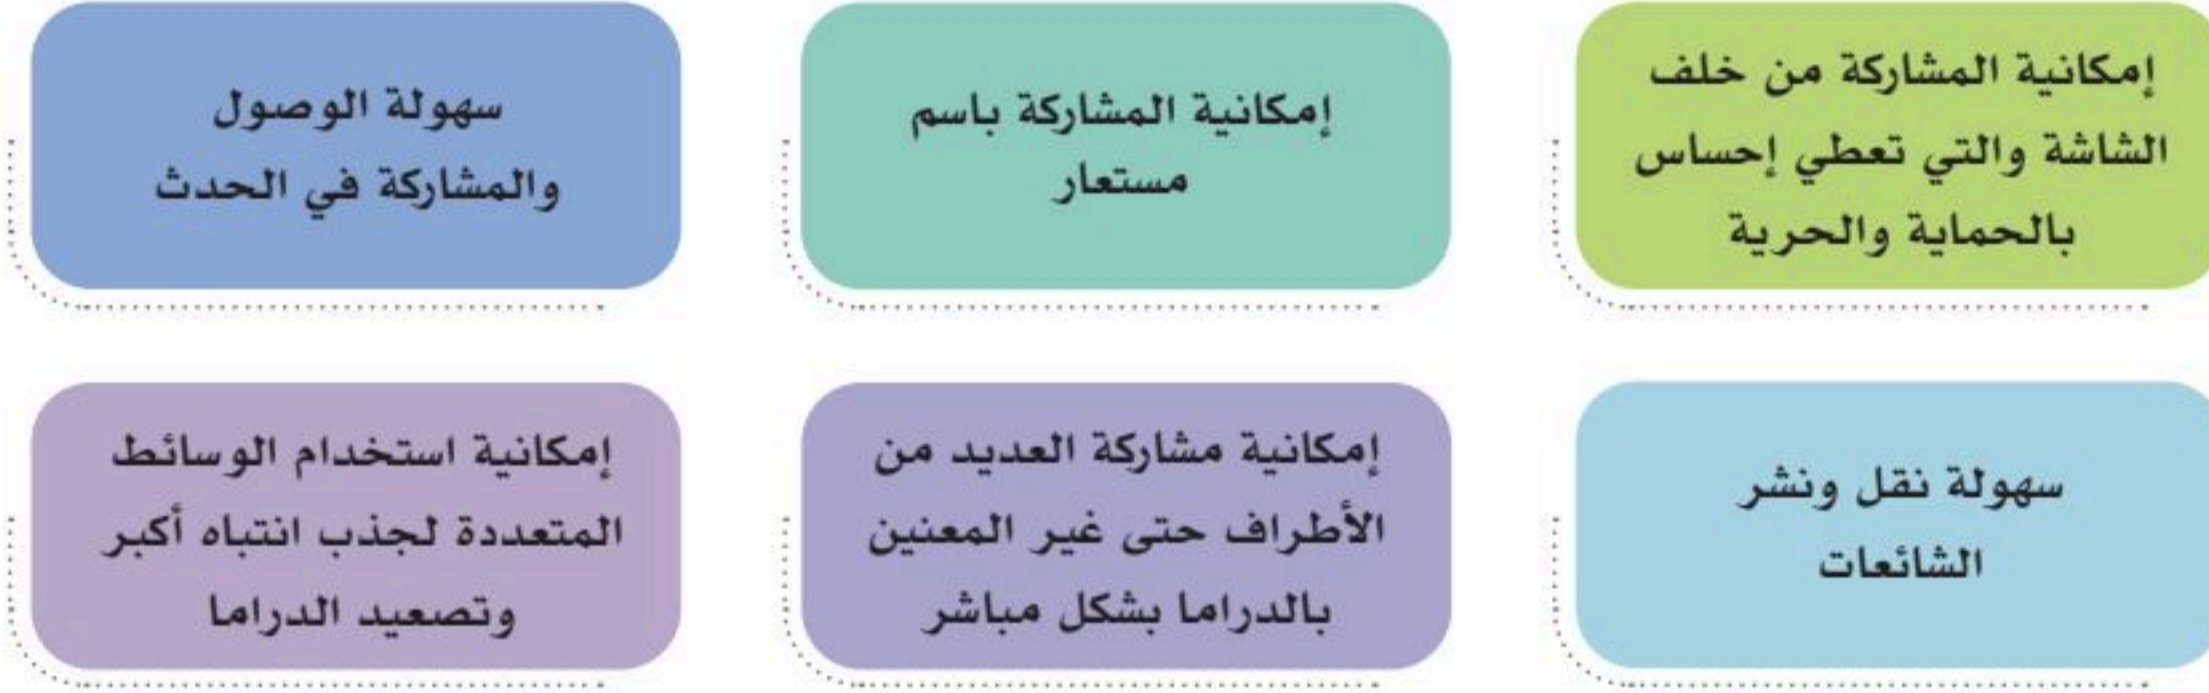 إمكانية المشاركة من خلف
الشاشة والتي تعطي إحساس
بالحماية والحرية
إمكانية المشاركة باسم
مستعار
سهولة الوصول
والمشاركة في الحدث
سهولة نقل ونشر
الشائعات
إمكانية مشاركة العديد من
الأطراف حتى غير المعنين
بالدراما بشكل مباشر
إمكانية استخدام الوسائط
المتعددة لجذب انتباه أكبر
وتصعيد الدراما